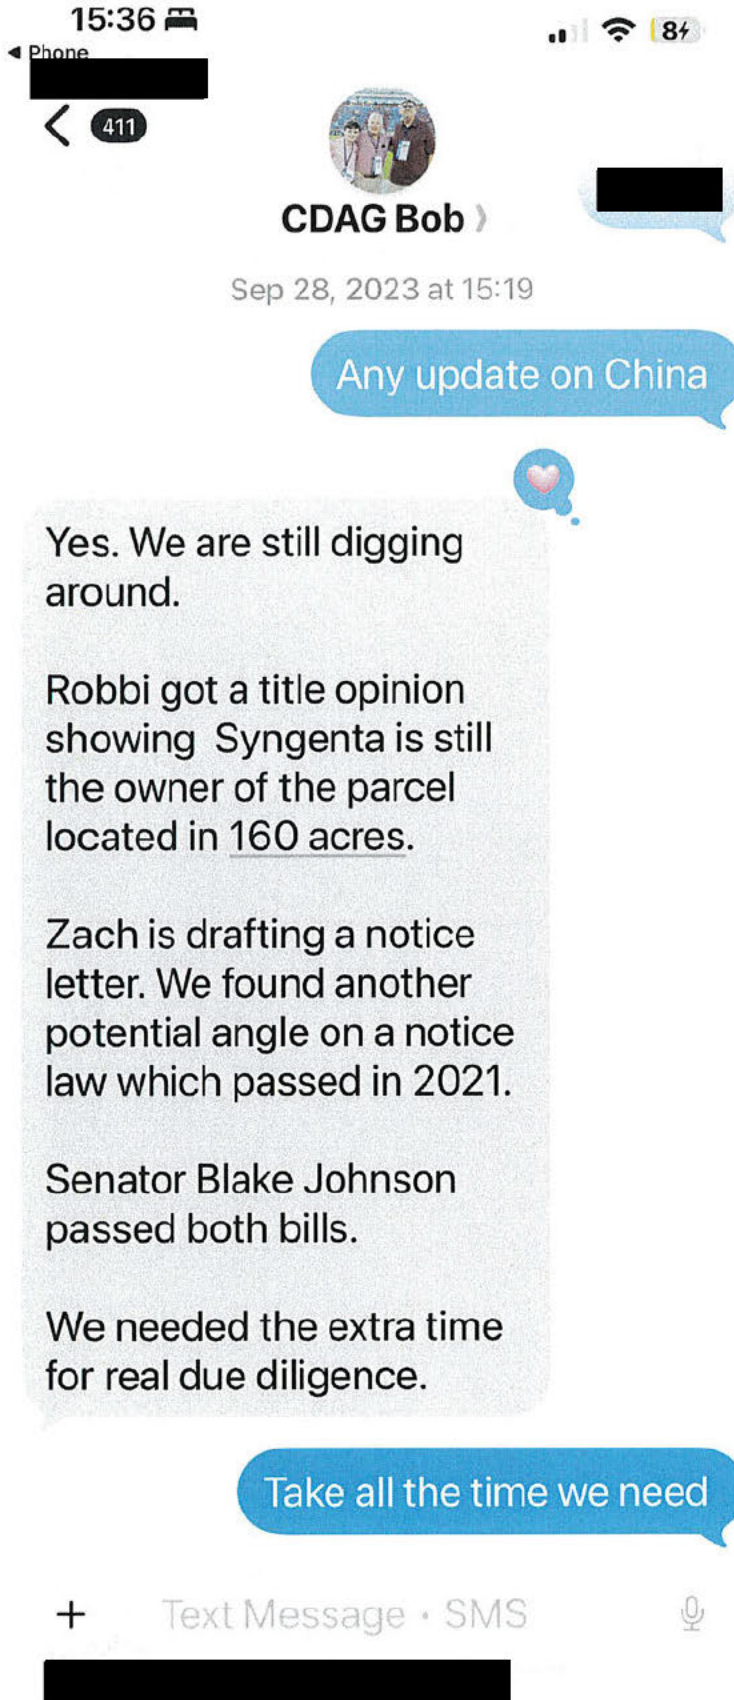 15:36
◀ Phone
411
84
CDAG Bob
Sep 28, 2023 at 15:19
Any update on China
Yes. We are still digging
around.
Robbi got a title opinion
showing Syngenta is still
the owner of the parcel
located in 160 acres.
Zach is drafting a notice
letter. We found another
potential angle on a notice
law which passed in 2021.
Senator Blake Johnson
passed both bills.
We needed the extra time
for real due diligence.
Take all the time we need
+ Text Message • SMS